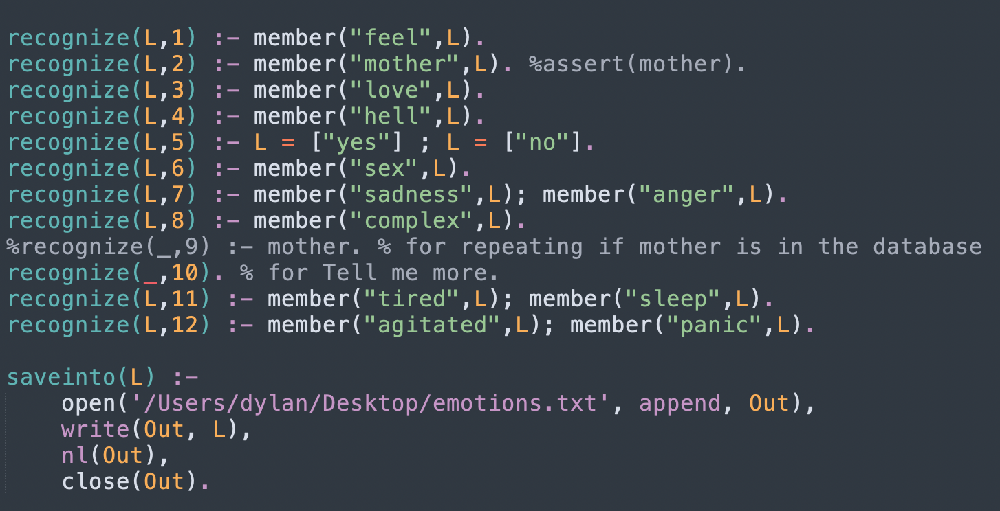 recognize(L,1) :- member("feel",L).
recognize(L,2) :- member("mother",L). %assert(mother).
recognize(L,3) :- member("love",L).
recognize(L,4) :- member("hell",L).
recognize(L,5) :- L = ["yes"] ; L = ["no"].
recognize(L,6) :- member("sex",L).
recognize(L,7) :- member("sadness",L); member("anger",L).
recognize(L,8) :- member("complex",L).
%recognize(_,9) :- mother. % for repeating if mother is in the database
recognize(_,10). % for Tell me more.
recognize(L,11) :- member("tired",L); member("sleep",L).
recognize(L,12) :- member("agitated",L); member("panic",L).

saveinto(L) :-
    open('/Users/dylan/Desktop/emotions.txt', append, Out),
    write(Out, L),
    nl(Out),
    close(Out).